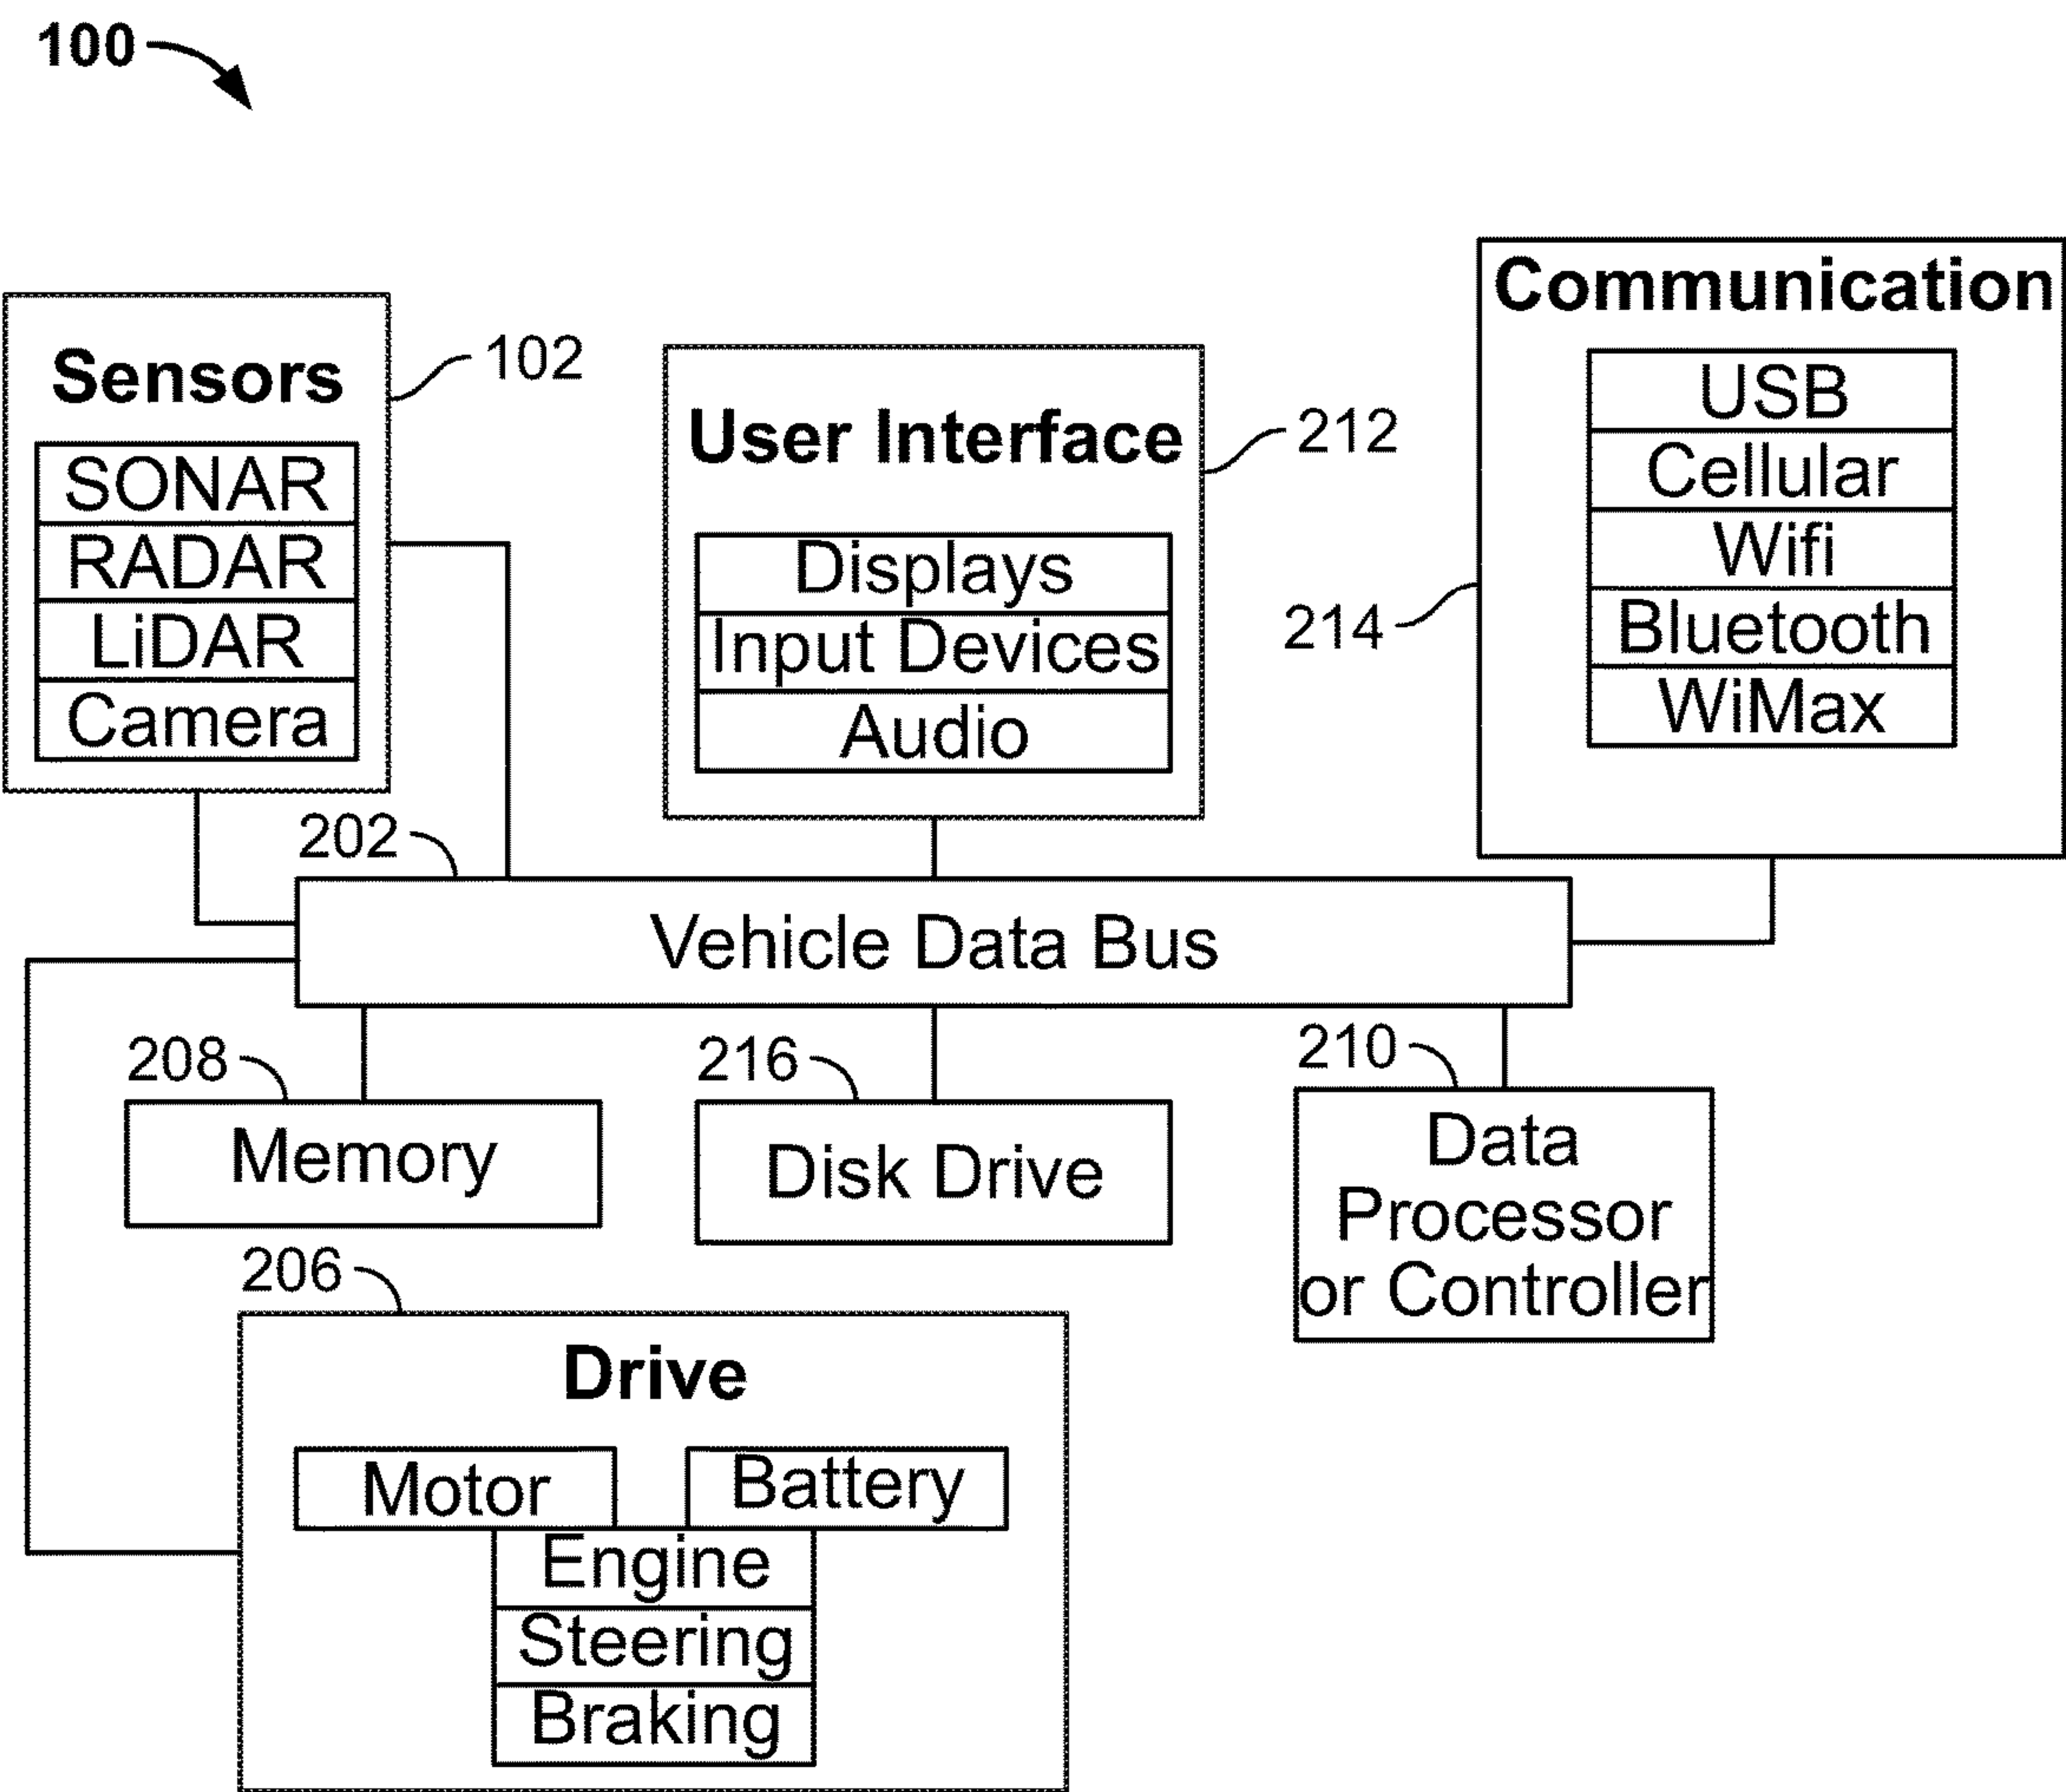 100
Sensors
102
SONAR
RADAR
LiDAR
Camera
User Interface
212
Displays
Input Devices
Audio
Communication
214
USB
Cellular
Wifi
Bluetooth
WiMax
202
Vehicle Data Bus
208
Memory
216
Disk Drive
210
Data
Processor
or Controller
206
Drive
Motor
Battery
Engine
Steering
Braking